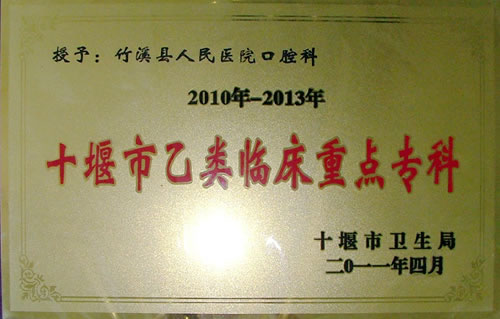 授予：竹溪县人民医院口腔科
2010年-2013年
十堰市乙类临床重点专科
十堰市卫生局
二0一一年四月